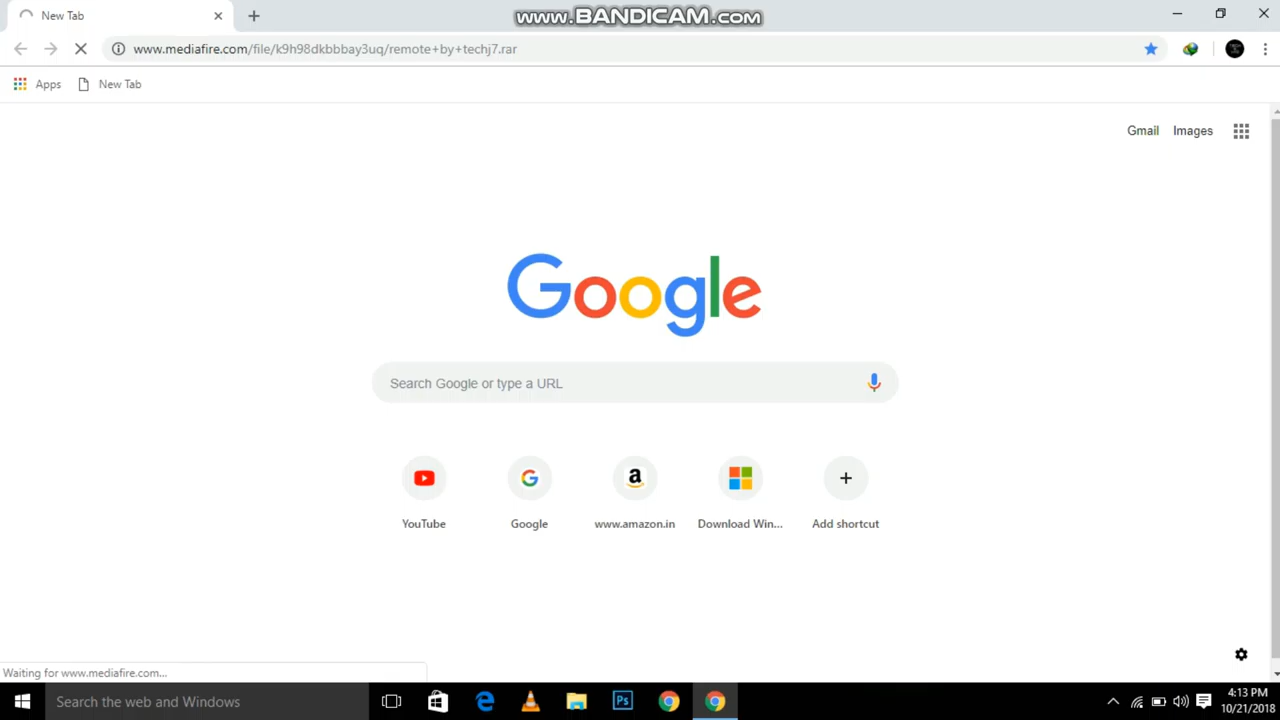 New Tab
www.BANDICAM.com
www.mediafire.com/file/k9h98dkbbbay3uq/remote+by+techj7.rar
Apps
New Tab
Gmail
Images
Google
Search Google or type a URL
a
YouTube
Google
www.amazon.in
Download Win...
Add shortcut
Waiting for www.mediafire.com...
Search the web and Windows
Ps
4:13 PM
10/21/2018